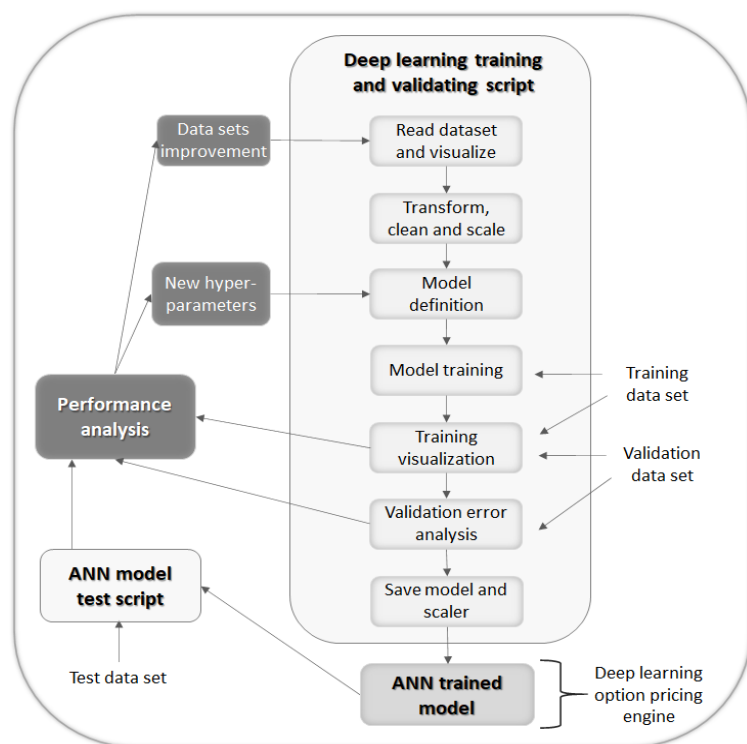 Deep learning training
and validating script
Data sets
improvement
Read dataset
and visualize
Transform,
clean and scale
New hyper-
parameters
Model
definition
Model training
Training
data set
Performance
analysis
Training
visualization
Validation
data set
Validation error
analysis
ANN model
test script
Save model and
scaler
Test data set
ANN trained
model
Deep learning
option pricing
engine